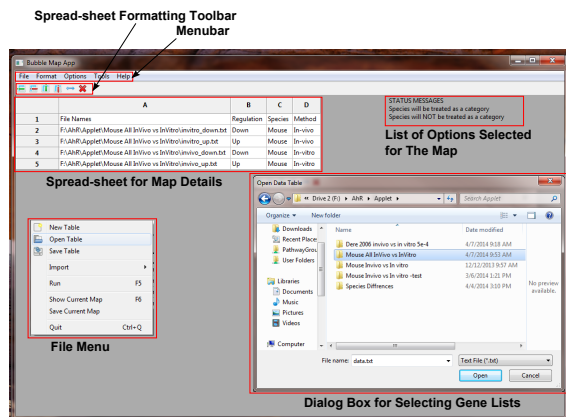 Spread-sheet Formatting Toolbar
Menubar
Bubble Map App
File Format Options Tools Help
A B C D
1 File Names Regulation Species Method
2 F:\AhR\Applet\Mouse All InVivo vs InVitro\invitro_down.txt Down Mouse In-vivo
3 F:\AhR\Applet\Mouse All InVivo vs InVitro\invitro_up.txt Up Mouse In-vivo
4 F:\AhR\Applet\Mouse All InVivo vs InVitro\invivo_down.txt Down Mouse In-vitro
5 F:\AhR\Applet\Mouse All InVivo vs InVitro\invivo_up.txt Up Mouse In-vitro
STATUS MESSAGES
Species will be treated as a category
Species will NOT be treated as a category
List of Options Selected
for The Map
Spread-sheet for Map Details
New Table
Open Table
Save Table
Import
Run F5
Show Current Map F6
Save Current Map
Quit Ctrl+Q
File Menu
Open Data Table
« Drive Z (F:) AhR Applet Search Applet
Organize New folder
Downloads
Recent Place
PathwayGrou
User Folders
Libraries
Documents
Music
Pictures
Videos
Computer
Name Date modified
Dere 2006 invivo vs in vitro 5e-4 4/7/2014 9:18 AM
Mouse All InVivo vs InVitro 4/7/2014 9:53 AM
Mouse Invivo vs In vitro 12/12/2013 9:57 AM
Mouse Invivo vs In vitro -test 3/6/2014 1:21 PM
Species Diffrences 4/4/2014 3:10 PM
No preview
available.
File name: data.txt Text File (*.txt)
Open Cancel
Dialog Box for Selecting Gene Lists